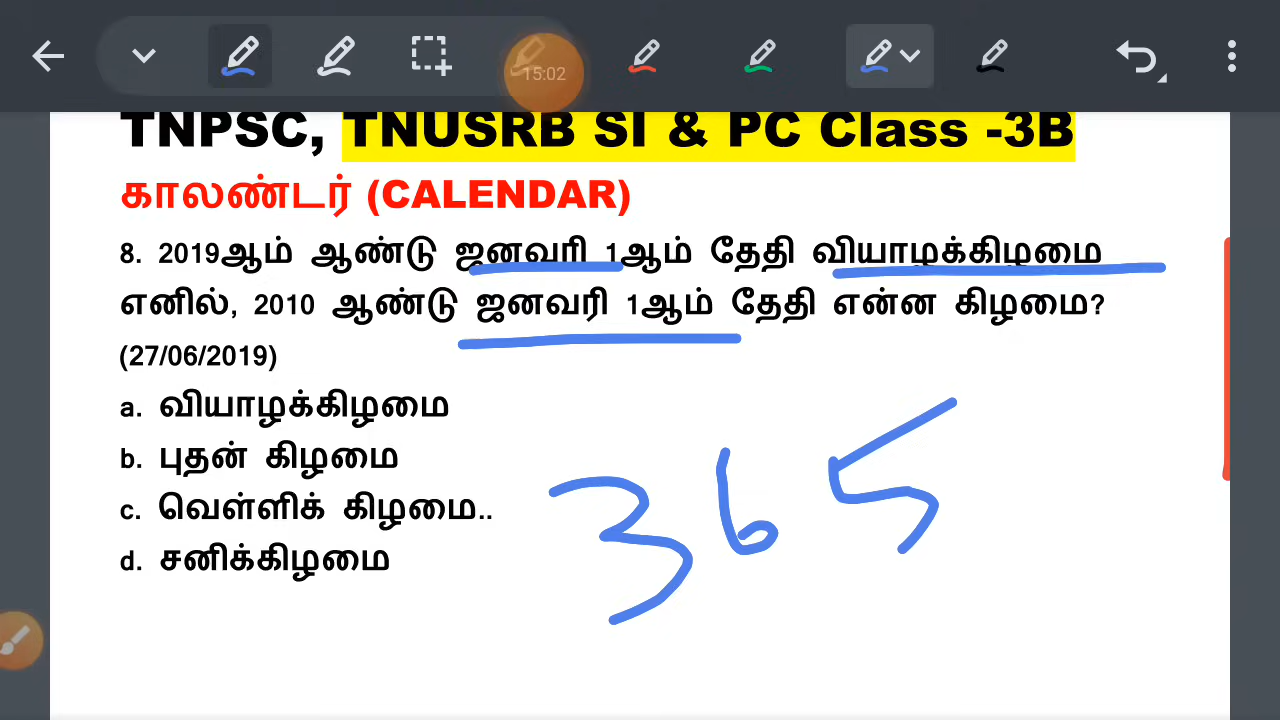 15:02
TNPSC, TNUSRB SI & PC Class -3B
காலண்டர் (CALENDAR)
8. 2019ஆம் ஆண்டு ஜனவரி 1ஆம் தேதி வியாழக்கிழமை
எனில், 2010 ஆண்டு ஜனவரி 1ஆம் தேதி என்ன கிழமை?
(27/06/2019)
a. வியாழக்கிழமை
b. புதன் கிழமை
c. வெள்ளிக் கிழமை..
d. சனிக்கிழமை
365